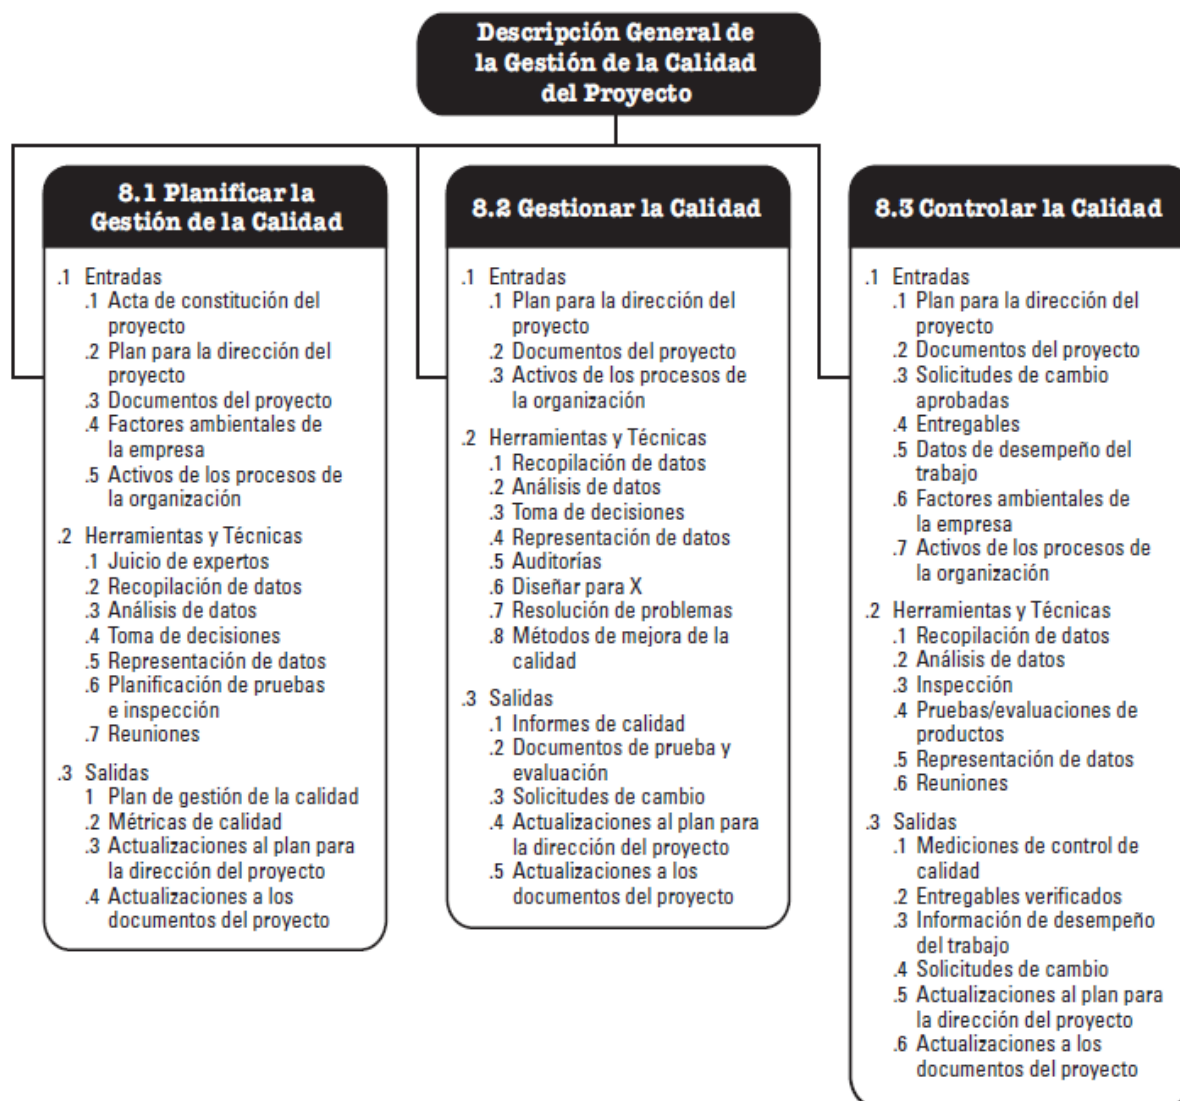 Descripción General de
la Gestión de la Calidad
del Proyecto
8.1 Planificar la
Gestión de la Calidad
.1 Entradas
.1 Acta de constitución del
proyecto
.2 Plan para la dirección del
proyecto
.3 Documentos del proyecto
.4 Factores ambientales de
la empresa
.5 Activos de los procesos de
la organización
.2 Herramientas y Técnicas
.1 Juicio de expertos
.2 Recopilación de datos
.3 Análisis de datos
.4 Toma de decisiones
.5 Representación de datos
.6 Planificación de pruebas
e inspección
.7 Reuniones
.3 Salidas
1 Plan de gestión de la calidad
.2 Métricas de calidad
.3 Actualizaciones al plan para
la dirección del proyecto
.4 Actualizaciones a los
documentos del proyecto
8.2 Gestionar la Calidad
.1 Entradas
.1 Plan para la dirección del
proyecto
.2 Documentos del proyecto
.3 Activos de los procesos de
la organización
.2 Herramientas y Técnicas
.1 Recopilación de datos
.2 Análisis de datos
.3 Toma de decisiones
.4 Representación de datos
.5 Auditorías
.6 Diseñar para X
.7 Resolución de problemas
.8 Métodos de mejora de la
calidad
.3 Salidas
.1 Informes de calidad
.2 Documentos de prueba y
evaluación
.3 Solicitudes de cambio
.4 Actualizaciones al plan para
la dirección del proyecto
.5 Actualizaciones a los
documentos del proyecto
8.3 Controlar la Calidad
.1 Entradas
.1 Plan para la dirección del
proyecto
.2 Documentos del proyecto
.3 Solicitudes de cambio
aprobadas
.4 Entregables
.5 Datos de desempeño del
trabajo
.6 Factores ambientales de
la empresa
.7 Activos de los procesos de
la organización
.2 Herramientas y Técnicas
.1 Recopilación de datos
.2 Análisis de datos
.3 Inspección
.4 Pruebas/evaluaciones de
productos
.5 Representación de datos
.6 Reuniones
.3 Salidas
.1 Mediciones de control de
calidad
.2 Entregables verificados
.3 Información de desempeño
del trabajo
.4 Solicitudes de cambio
.5 Actualizaciones al plan para
la dirección del proyecto
.6 Actualizaciones a los
documentos del proyecto